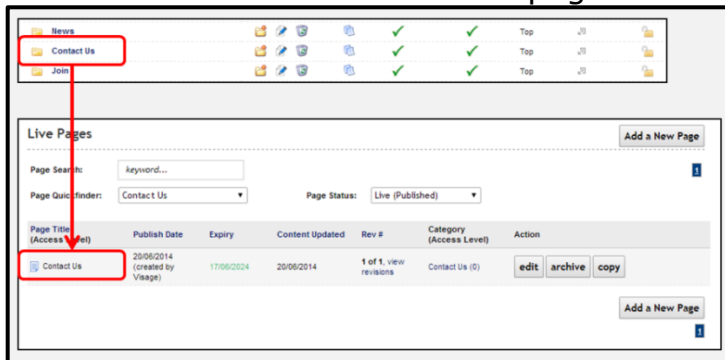 News Top
Contact Us Top
Join Top
Live Pages Add a New Page
Page Search: keyword... 1
Page Quickfinder: Contact Us Page Status: Live (Published)
Page Title (Access Level) Publish Date Expiry Content Updated Rev # Category (Access Level) Action
Contact Us 20/06/2014 (created by Visage) 17/06/2024 20/06/2014 1 of 1, view revisions Contact Us (0) edit archive copy
Add a New Page
1